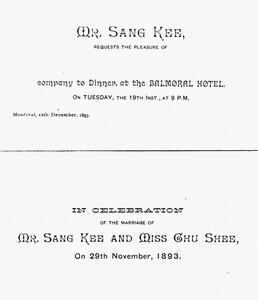 Mr. Sang Kee,
REQUESTS THE PLEASURE OF
company to Dinner, at the BALMORAL HOTEL.
ON TUESDAY, THE 19TH INST., AT 9 P.M.
Montreal, 12th December, 1893.
IN CELEBRATION
OF THE MARRIAGE OF
Mr. Sang Kee and Miss Chu Shee,
On 29th November, 1893.